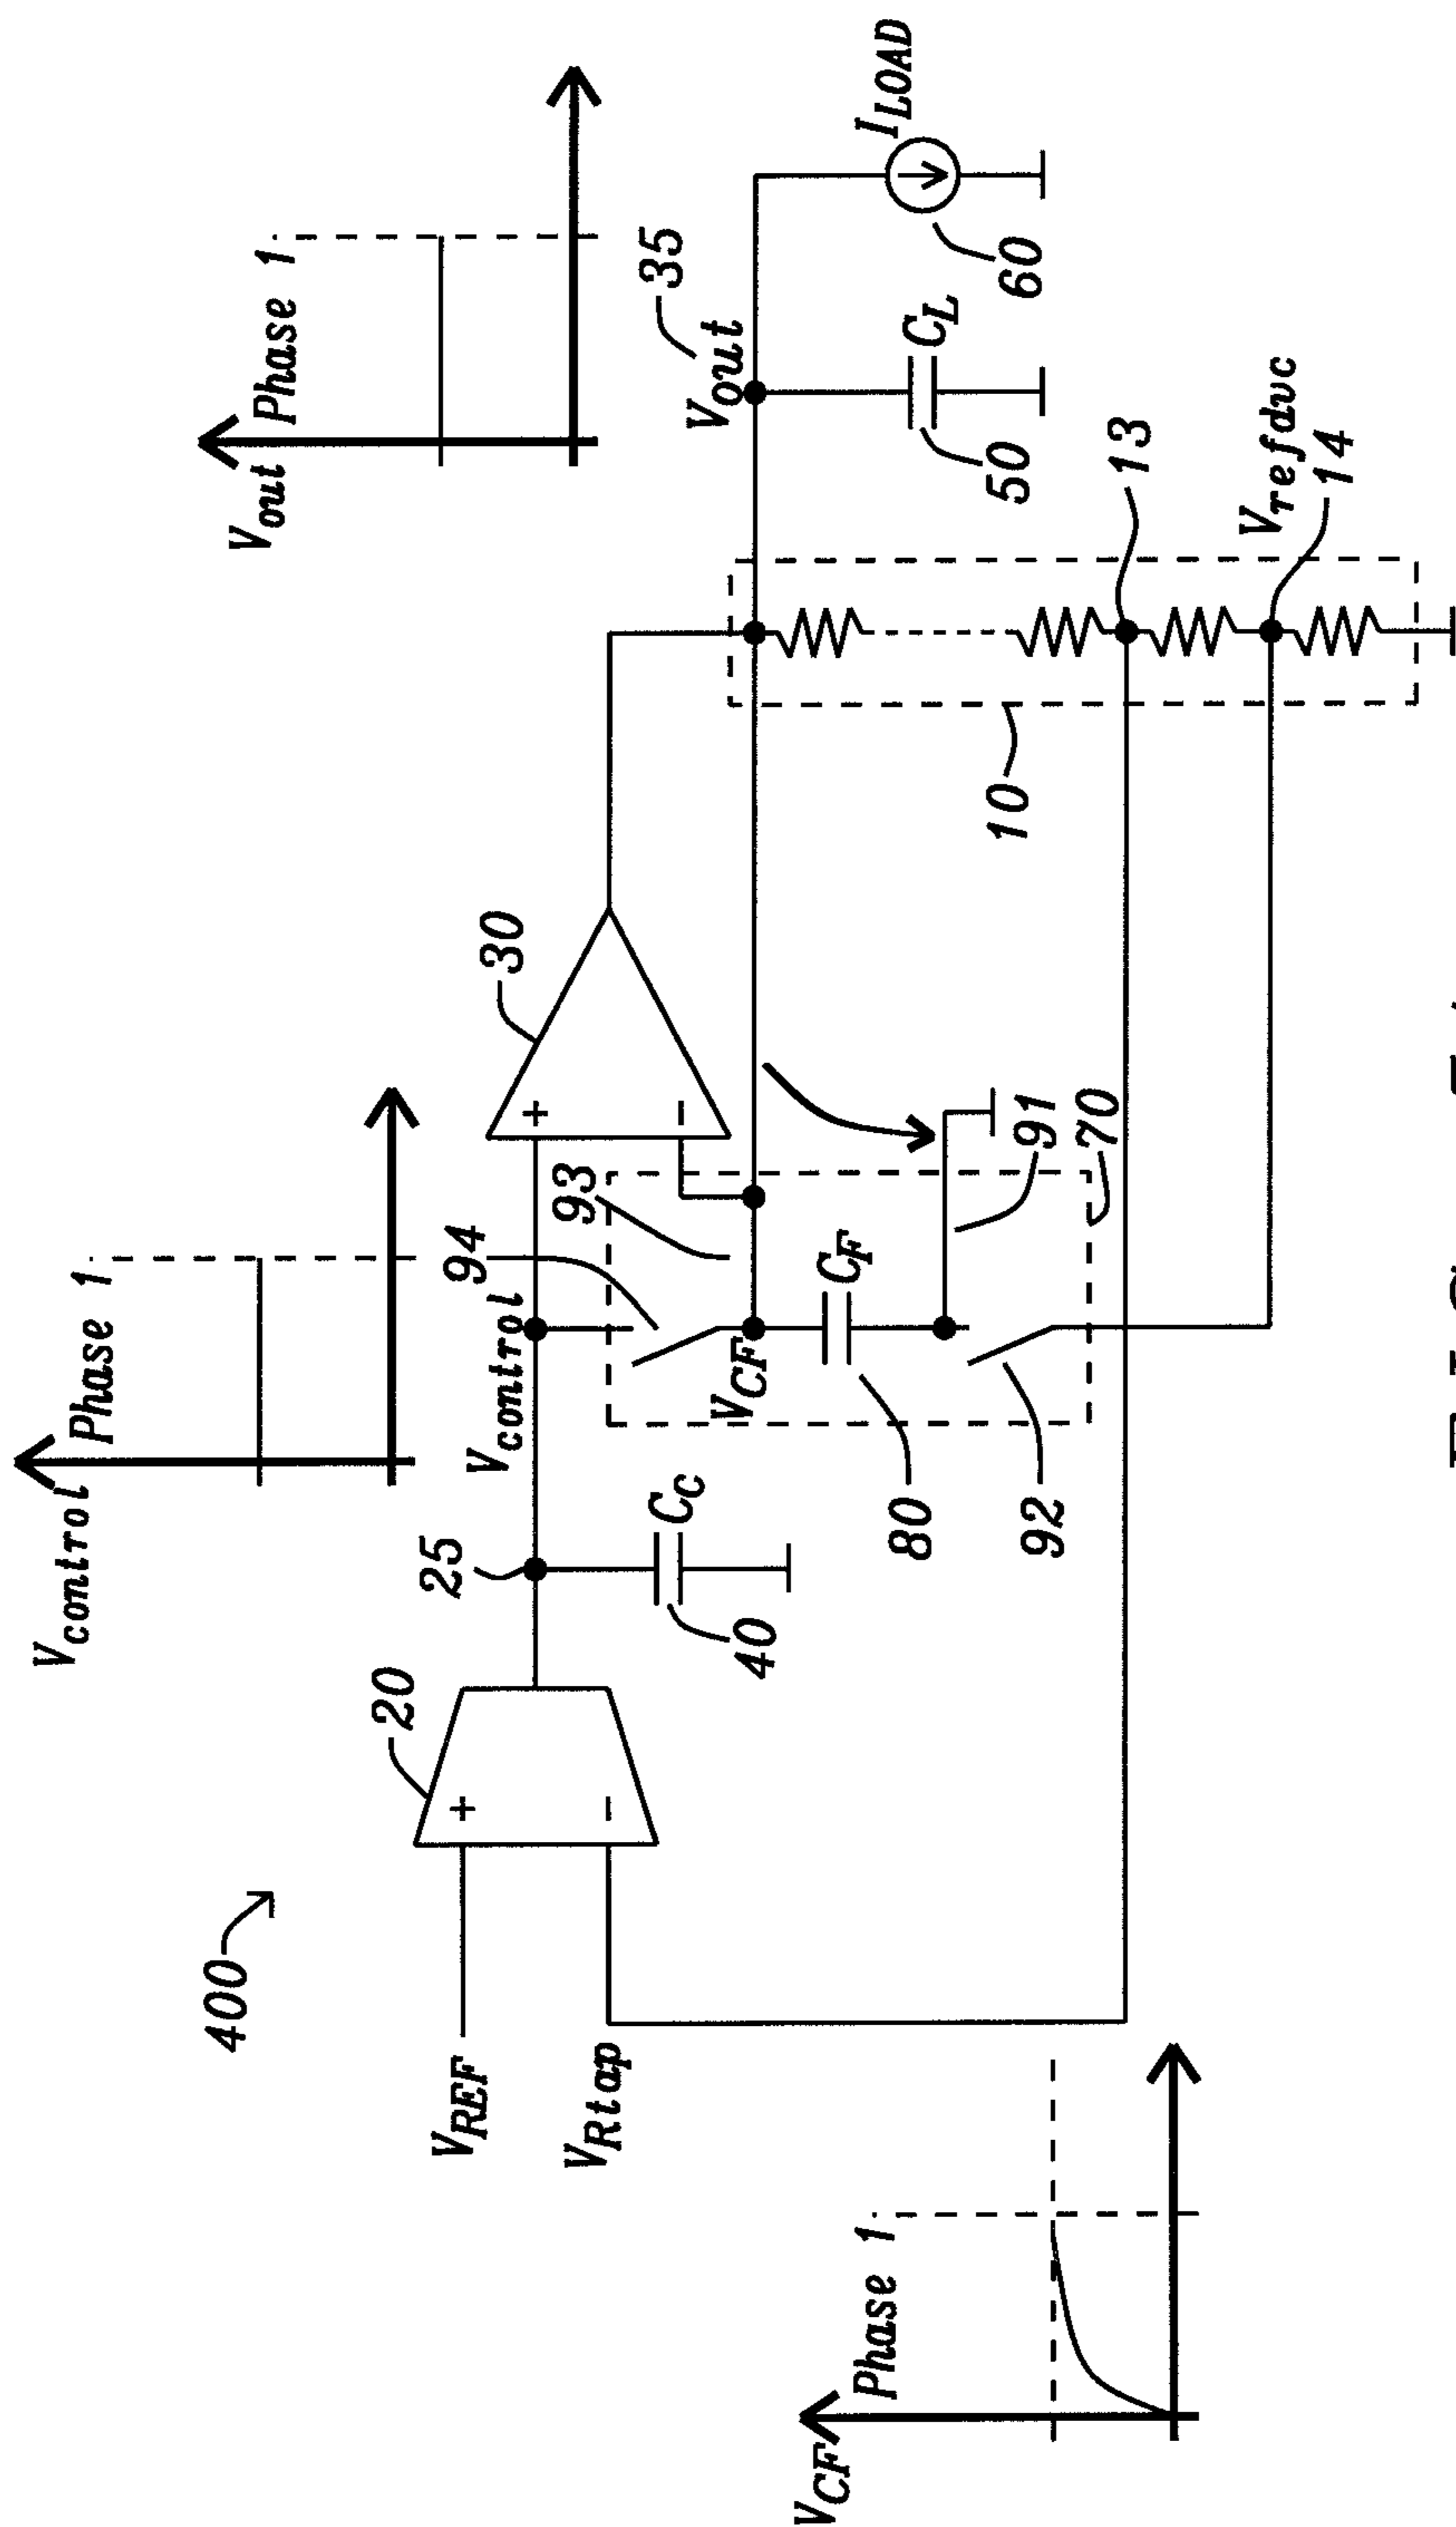 400
V_REF
V_Rtap
20
25
40
C_C
V_control
Phase 1
V_control
94
93
30
V_CF
C_F
80
92
91
70
V_CF
Phase 1
V_out
Phase 1
V_out
35
C_L
50
I_LOAD
60
10
13
V_refdvc
14